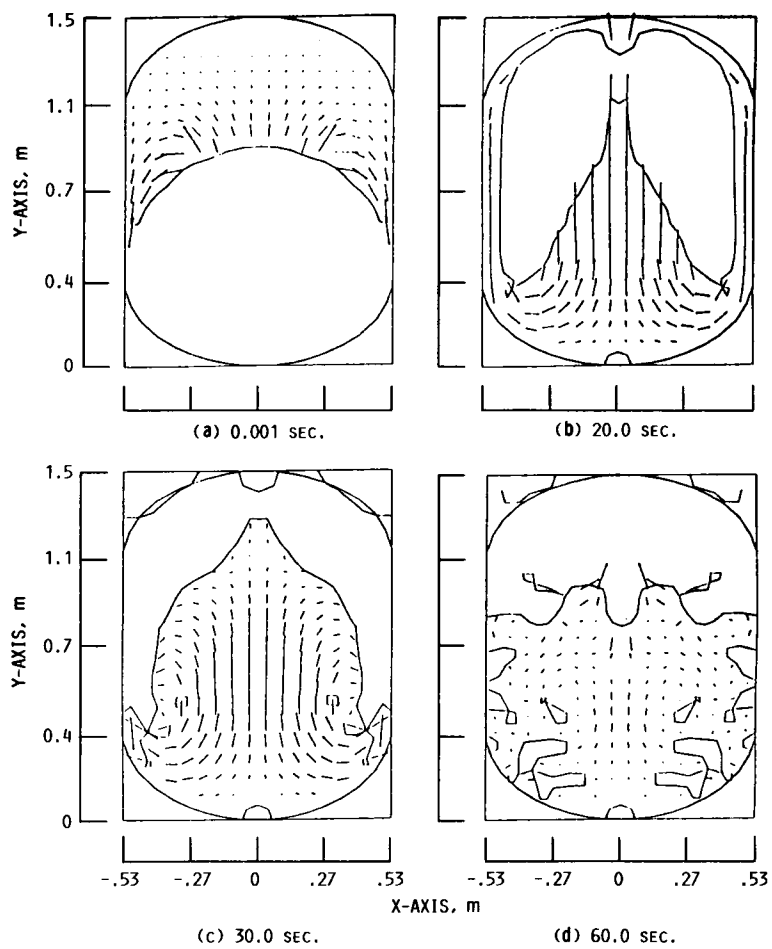 1.5
1.1
0.7
0.4
0
Y-AXIS, m
(a) 0.001 SEC.
(b) 20.0 SEC.
1.5
1.1
0.7
0.4
0
Y-AXIS, m
-.53 -.27 0 .27 .53
-.53 -.27 0 .27 .53
X-AXIS, m
(c) 30.0 SEC.
(d) 60.0 SEC.